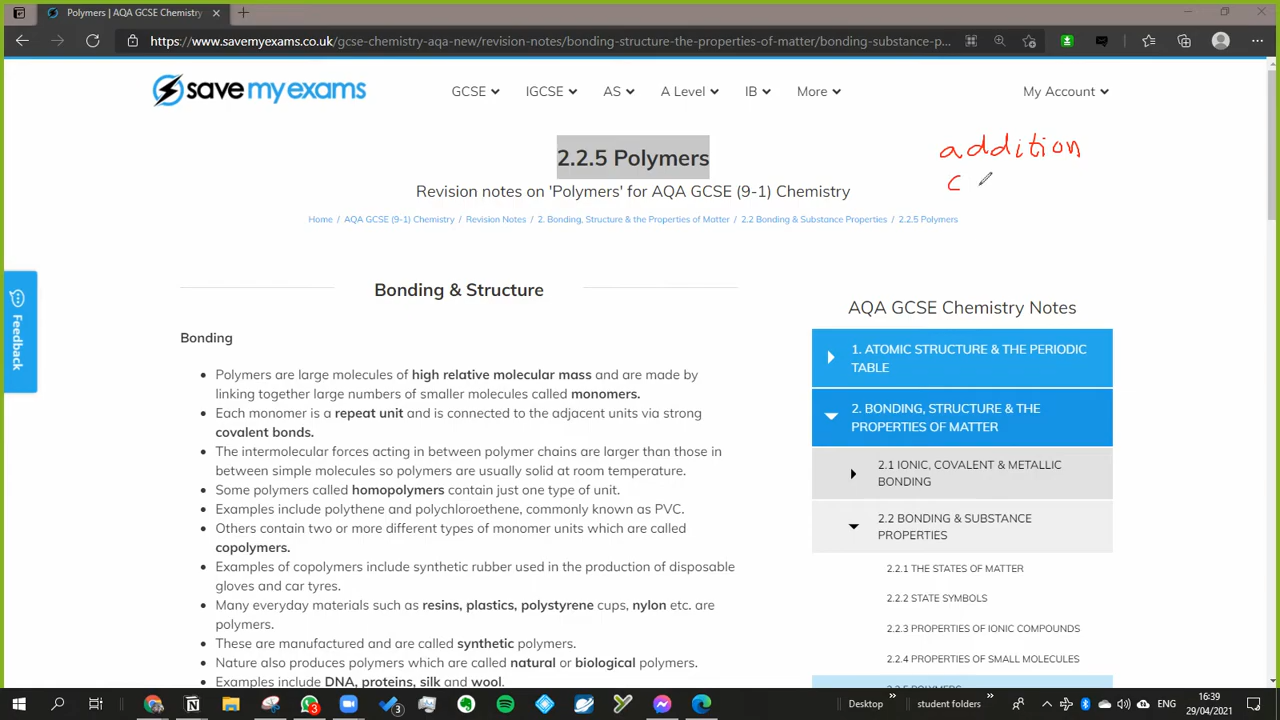 Polymers | AQA GCSE Chemistry
https://www.savemyexams.co.uk/gcse-chemistry-aqa-new/revision-notes/bonding-structure-the-properties-of-matter/bonding-substance-p...
save my exams
GCSE IGCSE AS A Level IB More My Account
2.2.5 Polymers
addition
Revision notes on 'Polymers' for AQA GCSE (9-1) Chemistry
c
Home / AQA GCSE (9-1) Chemistry / Revision Notes / 2. Bonding, Structure & the Properties of Matter / 2.2 Bonding & Substance Properties / 2.2.5 Polymers
Feedback
Bonding & Structure
Bonding
Polymers are large molecules of high relative molecular mass and are made by
linking together large numbers of smaller molecules called monomers.
Each monomer is a repeat unit and is connected to the adjacent units via strong
covalent bonds.
The intermolecular forces acting in between polymer chains are larger than those in
between simple molecules so polymers are usually solid at room temperature.
Some polymers called homopolymers contain just one type of unit.
Examples include polythene and polychloroethene, commonly known as PVC.
Others contain two or more different types of monomer units which are called
copolymers.
Examples of copolymers include synthetic rubber used in the production of disposable
gloves and car tyres.
Many everyday materials such as resins, plastics, polystyrene cups, nylon etc. are
polymers.
These are manufactured and are called synthetic polymers.
Nature also produces polymers which are called natural or biological polymers.
Examples include DNA, proteins, silk and wool.
AQA GCSE Chemistry Notes
1. ATOMIC STRUCTURE & THE PERIODIC
TABLE
2. BONDING, STRUCTURE & THE
PROPERTIES OF MATTER
2.1 IONIC, COVALENT & METALLIC
BONDING
2.2 BONDING & SUBSTANCE
PROPERTIES
2.2.1 THE STATES OF MATTER
2.2.2 STATE SYMBOLS
2.2.3 PROPERTIES OF IONIC COMPOUNDS
2.2.4 PROPERTIES OF SMALL MOLECULES
2.2.5 POLYMERS
3
3
Desktop
student folders
ENG
16:39
29/04/2021